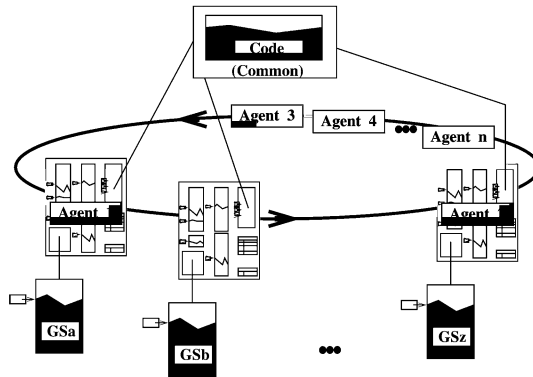 Code
(Common)
Agent 3
Agent 4
Agent n
Agent
Agent
GSa
GSb
GSz